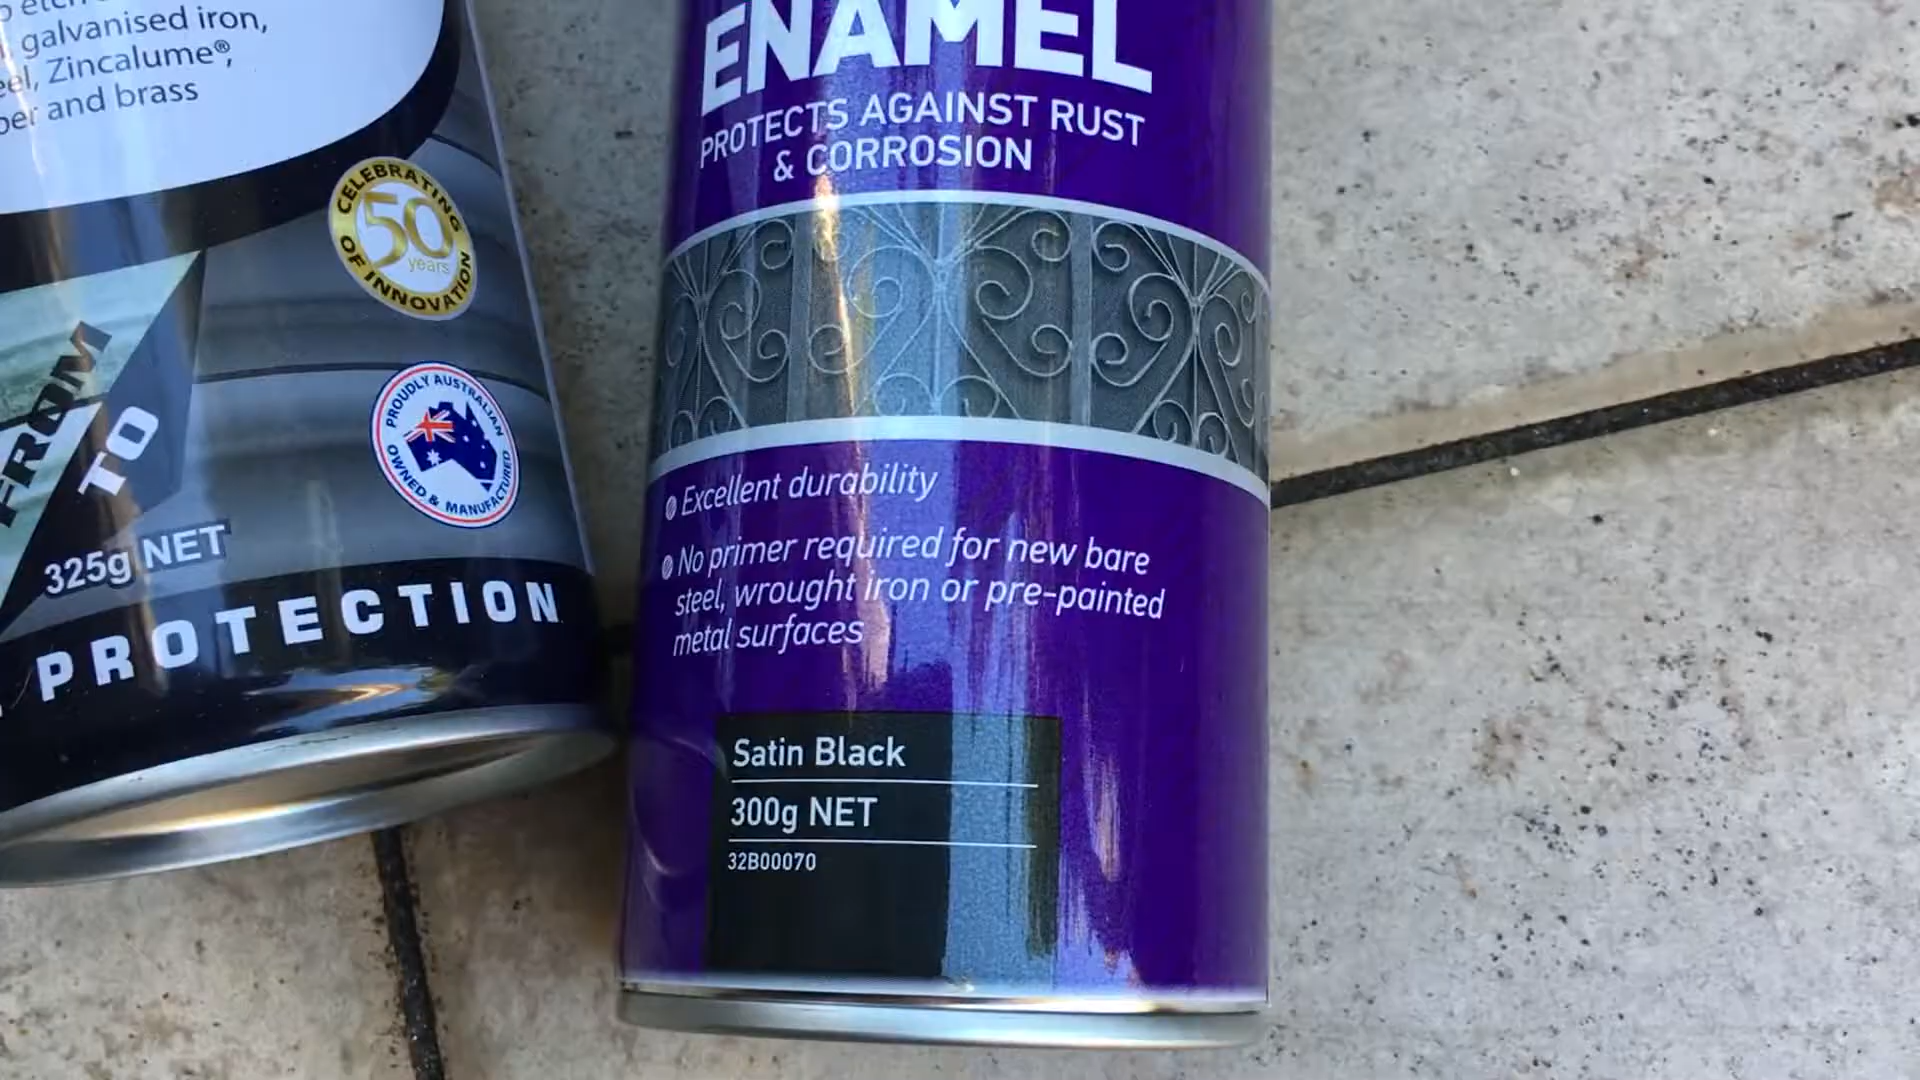 galvanised iron,
Zincalume®,
and brass
CELEBRATING
50
years
OF INNOVATION
PROUDLY AUSTRALIAN
OWNED & MANUFACTURED
FROM
TO
325g NET
PROTECTION
ENAMEL
PROTECTS AGAINST RUST
& CORROSION
Excellent durability
No primer required for new bare
steel, wrought iron or pre-painted
metal surfaces
Satin Black
300g NET
32B00070